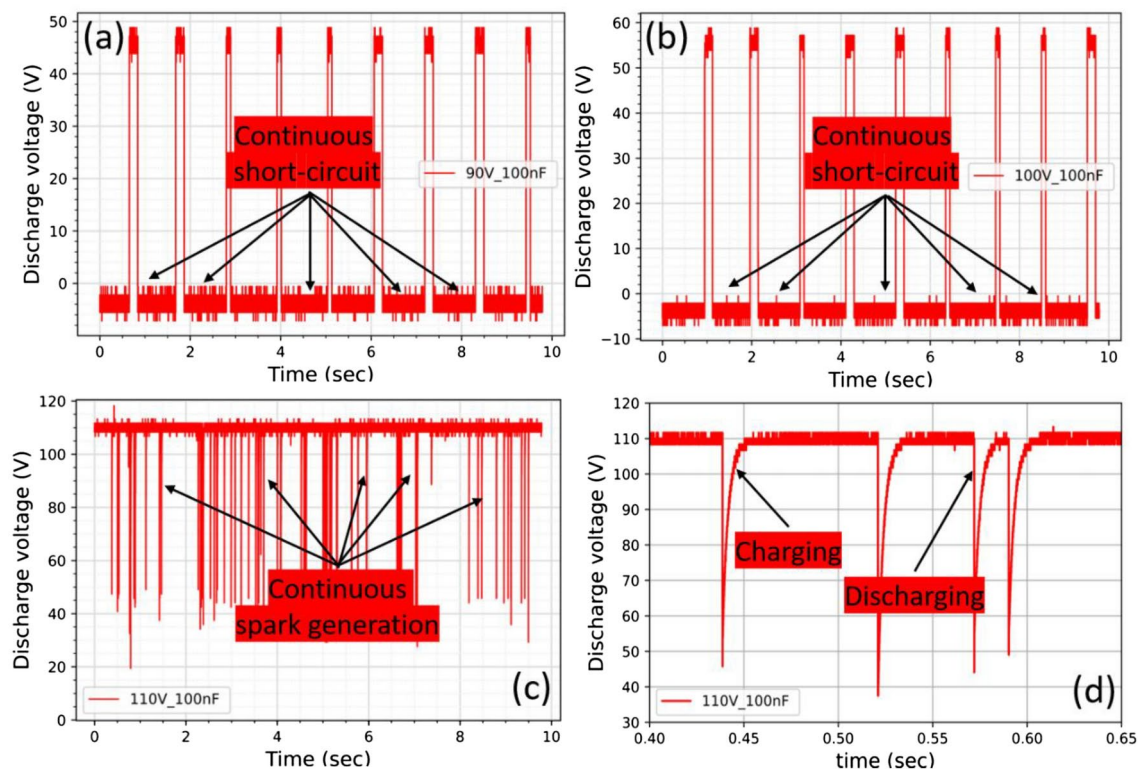 (a)
50
40
30
20
10
0
Discharge voltage (V)
Continuous
short-circuit
90V_100nF
0 2 4 6 8 10
Time (sec)
(b)
60
50
40
30
20
10
0
−10
Discharge voltage (V)
Continuous
short-circuit
100V_100nF
0 2 4 6 8 10
Time (sec)
120
100
80
60
40
20
0
Discharge voltage (V)
Continuous
spark generation
(c)
110V_100nF
0 2 4 6 8 10
Time (sec)
120
110
100
90
80
70
60
50
40
30
Discharge voltage (V)
Charging
Discharging
(d)
110V_100nF
0.40 0.45 0.50 0.55 0.60 0.65
time (sec)